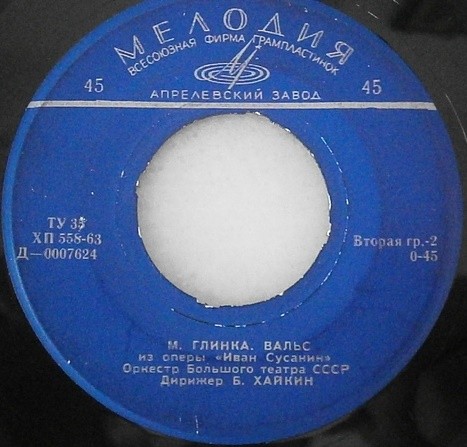 МЕЛОДИЯ
ВСЕСОЮЗНАЯ ФИРМА ГРАМПЛАСТИНОК
45
45
АПРЕЛЕВСКИЙ ЗАВОД
ТУ 35
ХП 558-63
Д—0007624
Вторая гр.-2
0-45
М. ГЛИНКА. ВАЛЬС
из оперы «Иван Сусанин»
Оркестр Большого театра СССР
Дирижер Б. ХАЙКИН